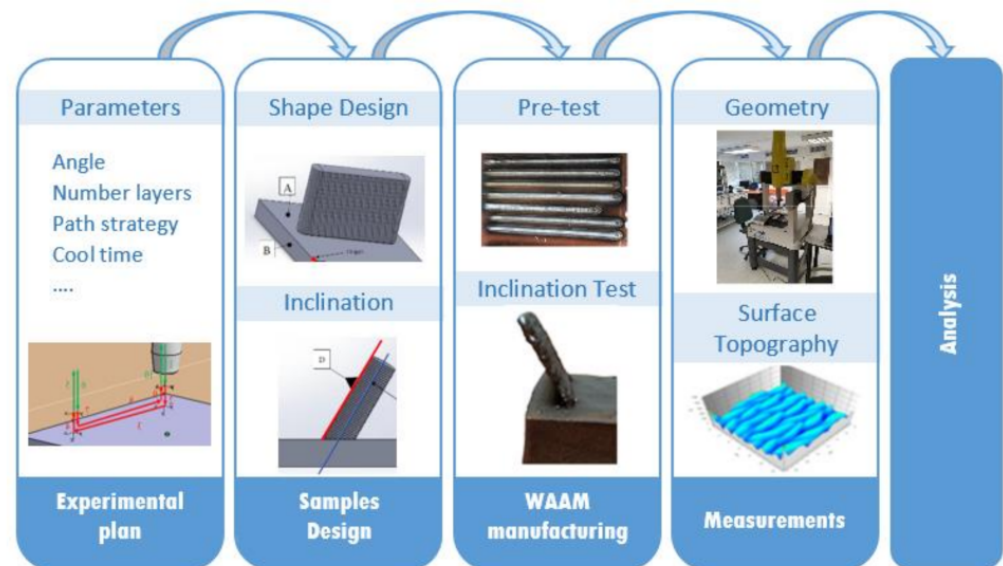 Parameters
Angle
Number layers
Path strategy
Cool time
....
Experimental
plan
Shape Design
A
B
Inclination
D
Samples
Design
Pre-test
Inclination Test
WAAM
manufacturing
Geometry
Surface
Topography
Measurements
Analysis